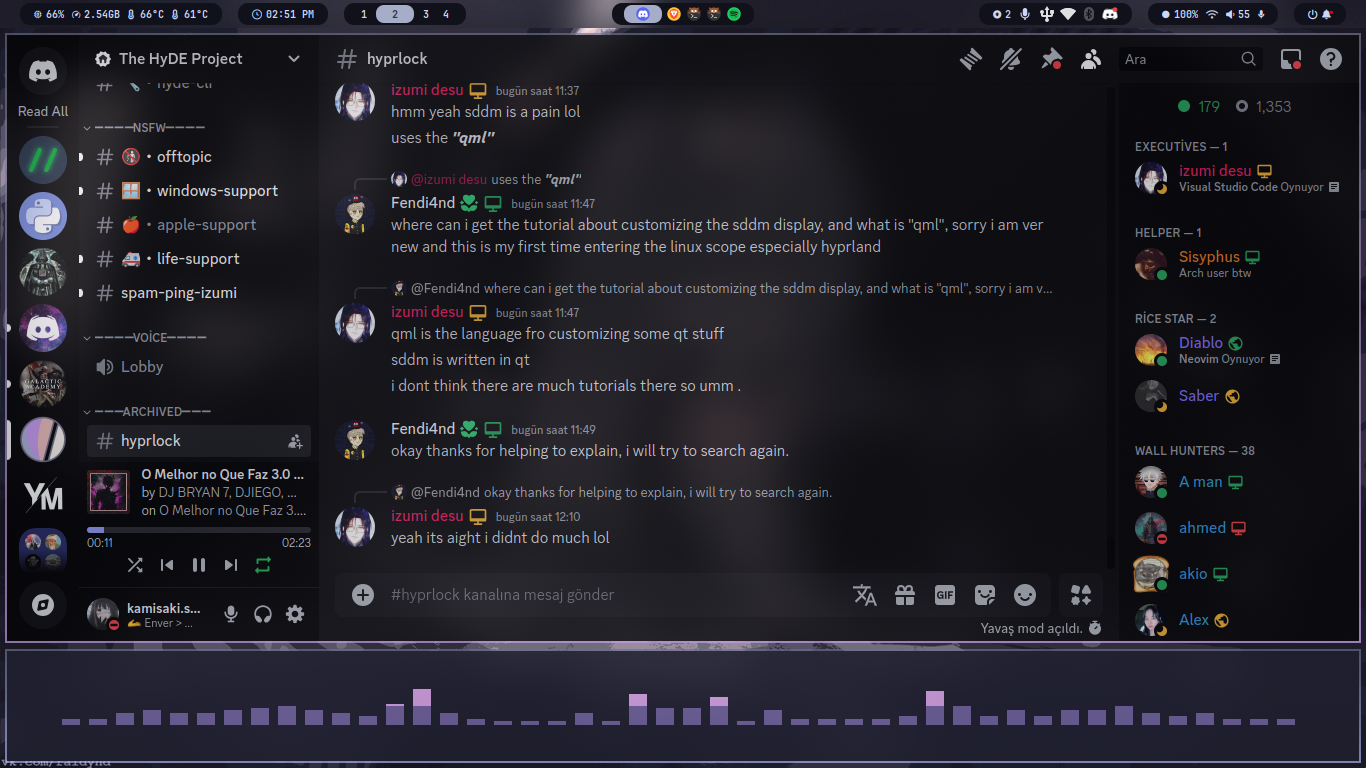 66% 2.54GB 66°C 61°C
02:51 PM
1 2 3 4
2
100% 55
Read All
GALACTIC ACADEMY
YM
The HyDE Project
hyde-cli
————NSFW————
• offtopic
• windows-support
• apple-support
• life-support
spam-ping-izumi
————VOİCE————
Lobby
———ARCHIVED———
hyprlock
O Melhor no Que Faz 3.0 ...
by DJ BRYAN 7, DJIEGO, ...
on O Melhor no Que Faz 3....
00:11 02:23
kamisaki.s...
Enver > ...
hyprlock
Ara
izumi desu bugün saat 11:37
hmm yeah sddm is a pain lol
uses the "qml"
@izumi desu uses the "qml"
Fendi4nd bugün saat 11:47
where can i get the tutorial about customizing the sddm display, and what is "qml", sorry i am ver
new and this is my first time entering the linux scope especially hyprland
@Fendi4nd where can i get the tutorial about customizing the sddm display, and what is "qml", sorry i am v...
izumi desu bugün saat 11:47
qml is the language fro customizing some qt stuff
sddm is written in qt
i dont think there are much tutorials there so umm .
Fendi4nd bugün saat 11:49
okay thanks for helping to explain, i will try to search again.
@Fendi4nd okay thanks for helping to explain, i will try to search again.
izumi desu bugün saat 12:10
yeah its aight i didnt do much lol
#hyprlock kanalına mesaj gönder
GIF
Yavaş mod açıldı.
179 1,353
EXECUTİVES — 1
izumi desu
Visual Studio Code Oynuyor
HELPER — 1
Sisyphus
Arch user btw
RİCE STAR — 2
Diablo
Neovim Oynuyor
Saber
WALL HUNTERS — 38
A man
ahmed
akio
Alex